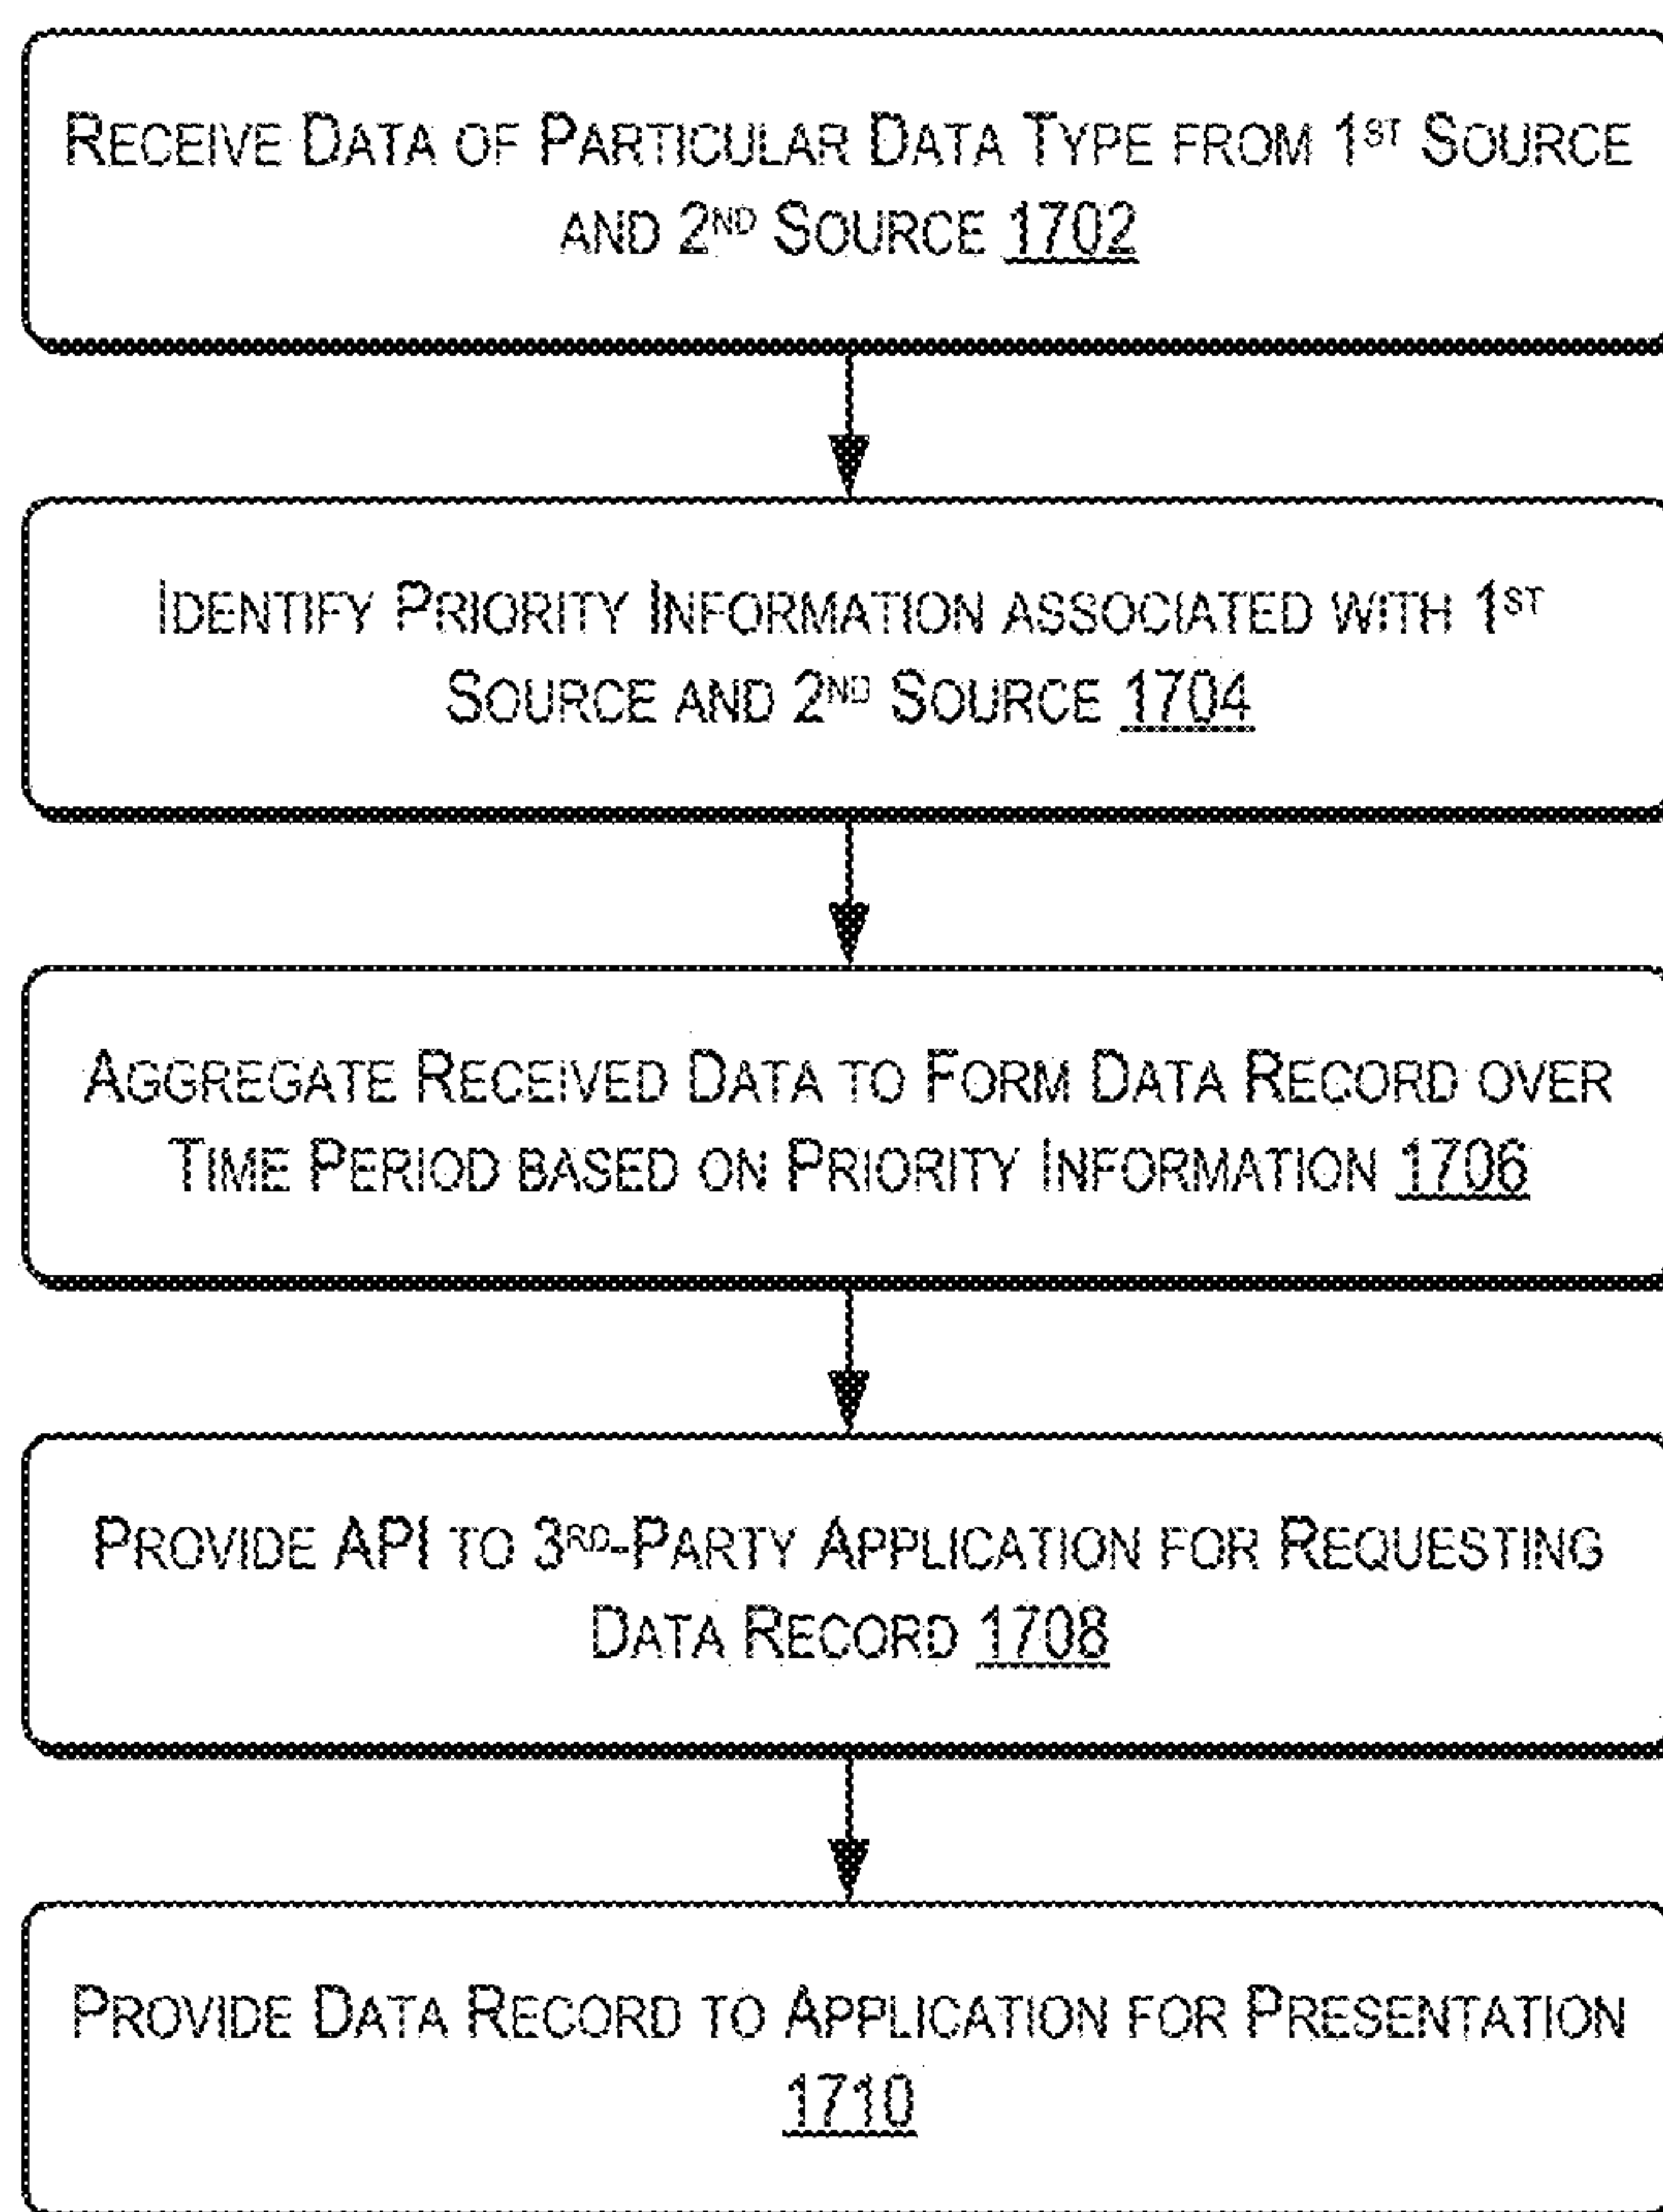 RECEIVE DATA OF PARTICULAR DATA TYPE FROM 1ST SOURCE
AND 2ND SOURCE 1702
IDENTIFY PRIORITY INFORMATION ASSOCIATED WITH 1ST
SOURCE AND 2ND SOURCE 1704
AGGREGATE RECEIVED DATA TO FORM DATA RECORD OVER
TIME PERIOD BASED ON PRIORITY INFORMATION 1706
PROVIDE API TO 3RD-PARTY APPLICATION FOR REQUESTING
DATA RECORD 1708
PROVIDE DATA RECORD TO APPLICATION FOR PRESENTATION
1710